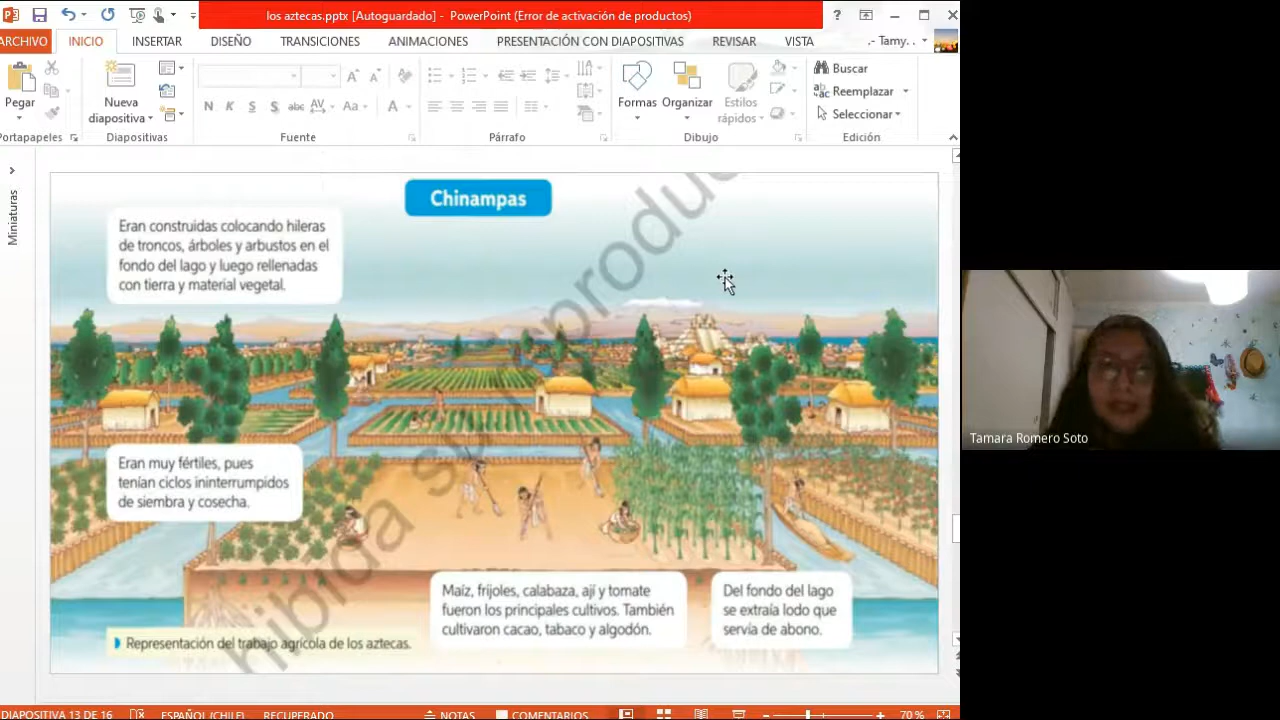 los aztecas.pptx [Autoguardado] - PowerPoint (Error de activación de productos)
?
ARCHIVO INICIO INSERTAR DISEÑO TRANSICIONES ANIMACIONES PRESENTACIÓN CON DIAPOSITIVAS REVISAR VISTA .- Tamy. .
Pegar
Nueva
diapositiva
N K S S abc AV Aa A
Formas
Organizar
Estilos
rápidos
Buscar
Reemplazar
Seleccionar
Portapapeles Diapositivas Fuente Párrafo Dibujo Edición
Miniaturas
Chinampas
Eran construidas colocando hileras
de troncos, árboles y arbustos en el
fondo del lago y luego rellenadas
con tierra y material vegetal.
Eran muy fértiles, pues
tenían ciclos ininterrumpidos
de siembra y cosecha.
Maíz, fríjoles, calabaza, ají y tomate
fueron los principales cultivos. También
cultivaron cacao, tabaco y algodón.
Del fondo del lago
se extraía lodo que
servía de abono.
Representación del trabajo agrícola de los aztecas.
Tamara Romero Soto
DIAPOSITIVA 13 DE 16 ESPAÑOL (CHILE) RECUPERADO NOTAS COMENTARIOS 70 %